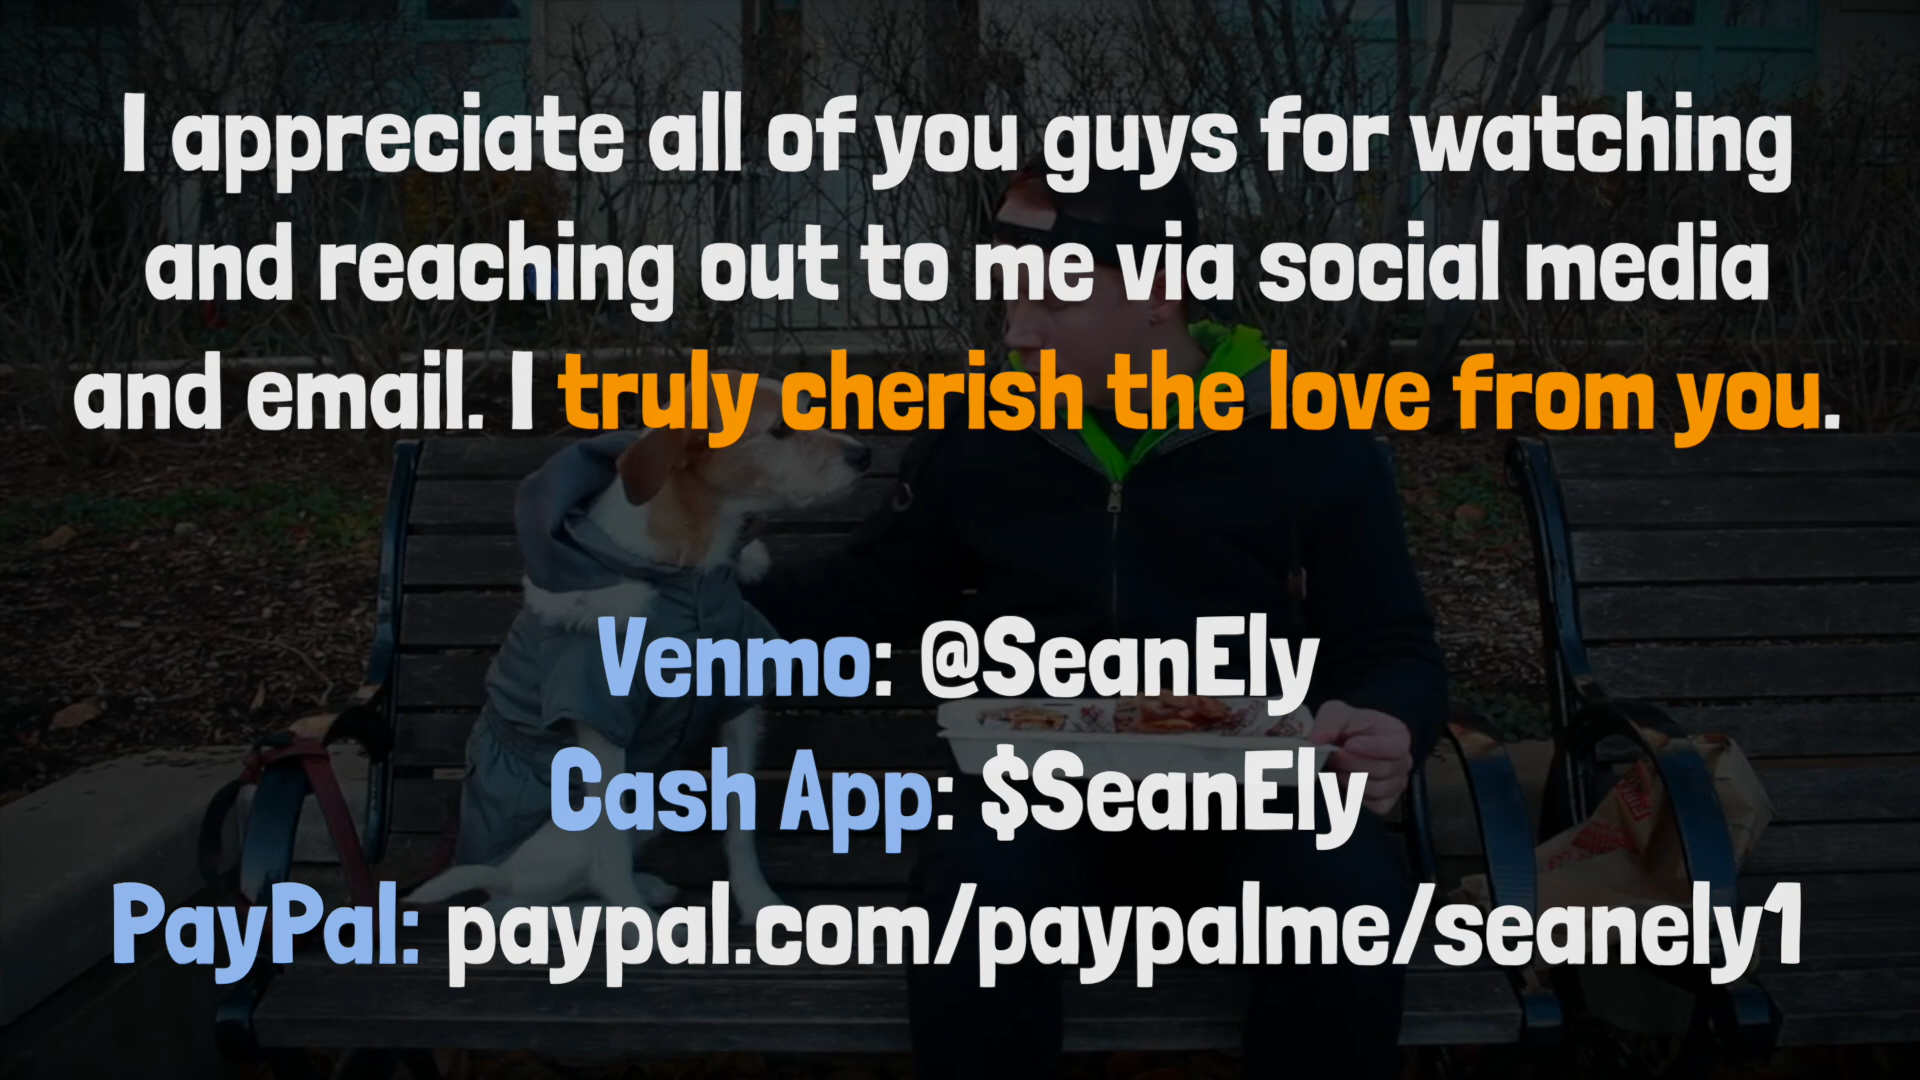 I appreciate all of you guys for watching
and reaching out to me via social media
and email. I truly cherish the love from you.
Venmo: @SeanEly
Cash App: $SeanEly
PayPal: paypal.com/paypalme/seanely1